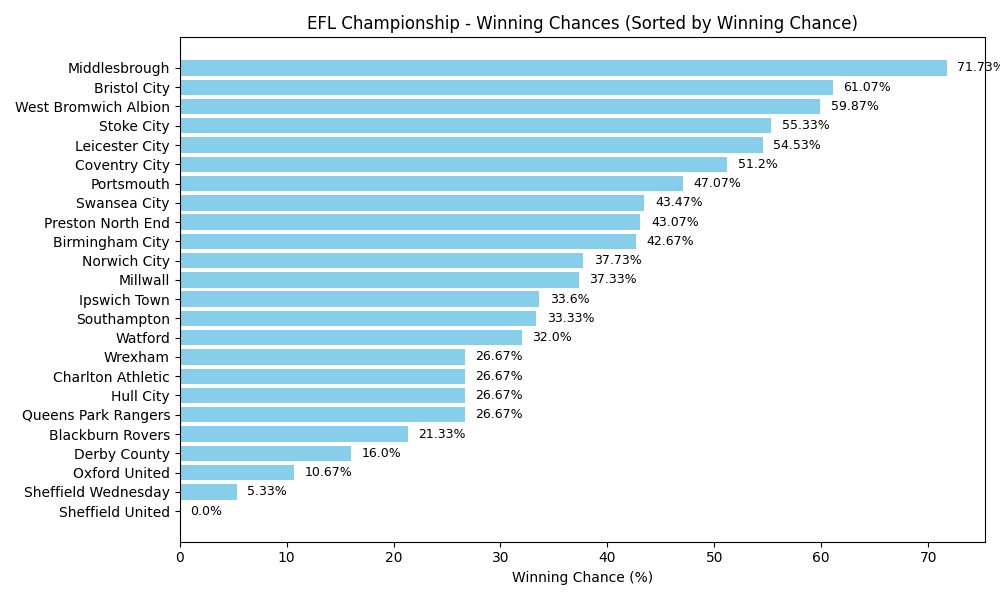 EFL Championship - Winning Chances (Sorted by Winning Chance)
Middlesbrough 71.73%
Bristol City 61.07%
West Bromwich Albion 59.87%
Stoke City 55.33%
Leicester City 54.53%
Coventry City 51.2%
Portsmouth 47.07%
Swansea City 43.47%
Preston North End 43.07%
Birmingham City 42.67%
Norwich City 37.73%
Millwall 37.33%
Ipswich Town 33.6%
Southampton 33.33%
Watford 32.0%
Wrexham 26.67%
Charlton Athletic 26.67%
Hull City 26.67%
Queens Park Rangers 26.67%
Blackburn Rovers 21.33%
Derby County 16.0%
Oxford United 10.67%
Sheffield Wednesday 5.33%
Sheffield United 0.0%
0 10 20 30 40 50 60 70
Winning Chance (%)